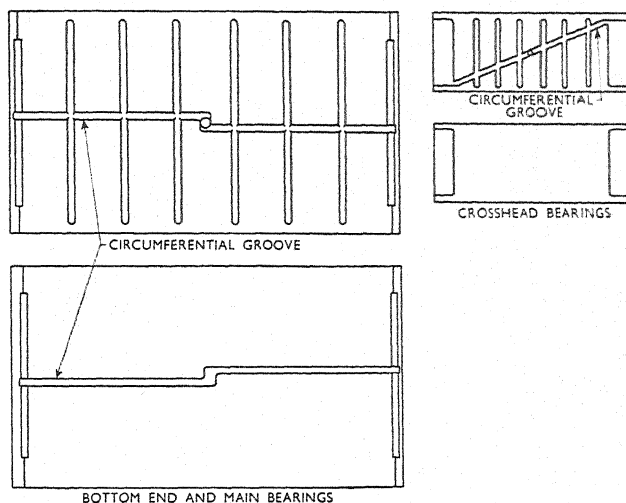 CIRCUMFERENTIAL
GROOVE
CROSSHEAD BEARINGS
CIRCUMFERENTIAL GROOVE
BOTTOM END AND MAIN BEARINGS